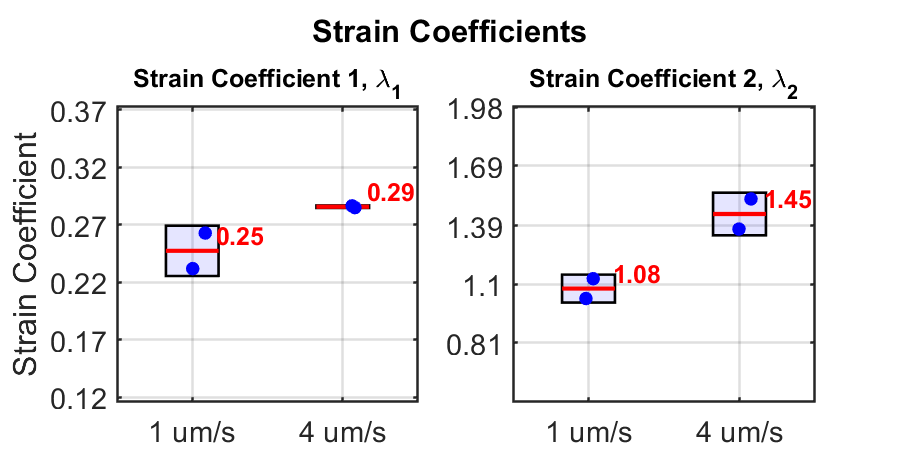 Strain Coefficients
Strain Coefficient 1, λ1
Strain Coefficient
0.37
0.32
0.27
0.22
0.17
0.12
0.25
0.29
1 um/s
4 um/s
Strain Coefficient 2, λ2
1.98
1.69
1.39
1.1
0.81
1.08
1.45
1 um/s
4 um/s